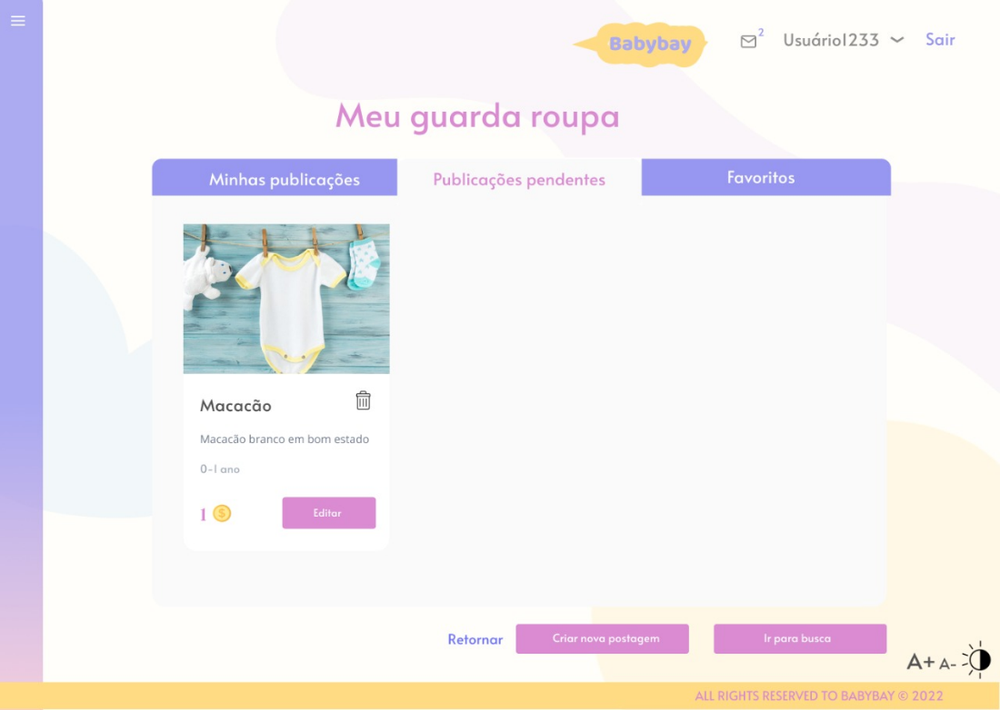 Babybay
2
Usuário1233
Sair
Meu guarda roupa
Minhas publicações
Publicações pendentes
Favoritos
Macacão
Macacão branco em bom estado
0-1 ano
1 $
Editar
Retornar
Criar nova postagem
Ir para busca
A+ A-
ALL RIGHTS RESERVED TO BABYBAY © 2022